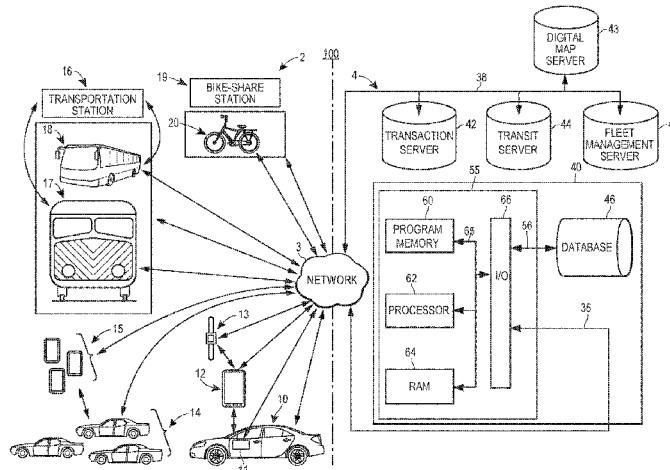 100
DIGITAL
MAP
SERVER
43
16
TRANSPORTATION
STATION
19
BIKE-SHARE
STATION
2
4
38
18
20
TRANSACTION
SERVER
42
TRANSIT
SERVER
44
FLEET
MANAGEMENT
SERVER
17
55
40
60
66
46
PROGRAM
MEMORY
65
56
DATABASE
3
NETWORK
I/O
62
PROCESSOR
35
13
15
12
64
RAM
10
14
11